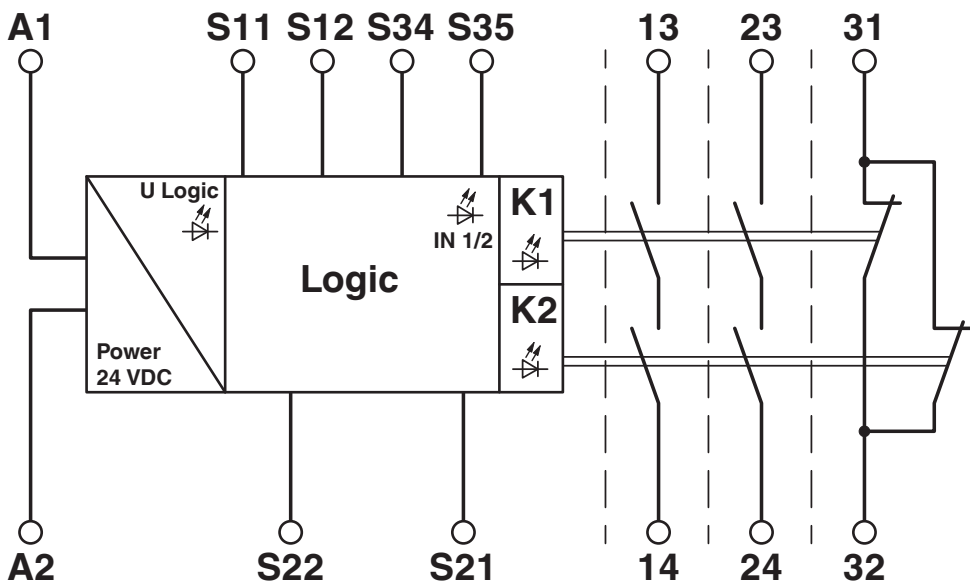 A1 S11 S12 S34 S35 13 23 31
U Logic
IN 1/2
K1
Logic
K2
Power
24 VDC
A2 S22 S21 14 24 32